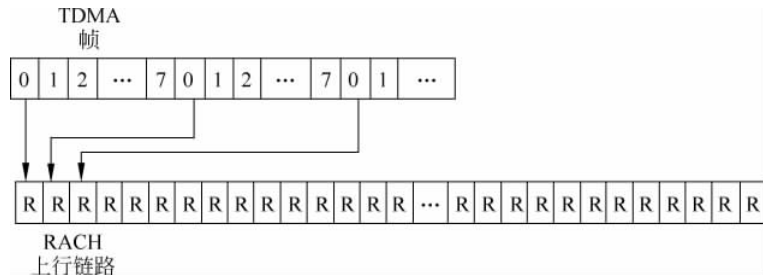 TDMA
帧
0 1 2 … 7 0 1 2 … 7 0 1 …
R R R R R R R R R R R R R R R … R R R R R R R R R R R R
RACH
上行链路